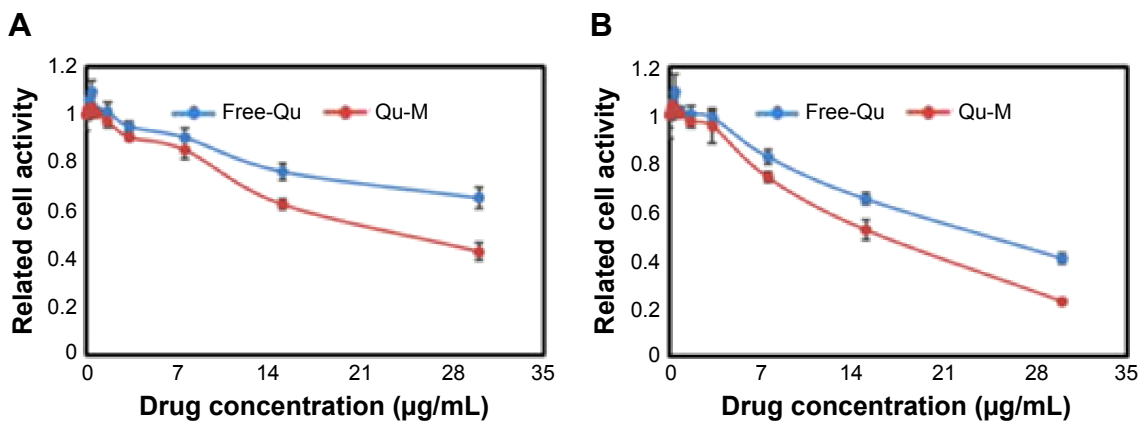 A
1.2
1
0.8
0.6
0.4
0.2
0
Related cell activity
Free-Qu
Qu-M
0 7 14 21 28 35
Drug concentration (µg/mL)
B
1.2
1.0
0.8
0.6
0.4
0.2
0
Related cell activity
Free-Qu
Qu-M
0 7 14 21 28 35
Drug concentration (µg/mL)